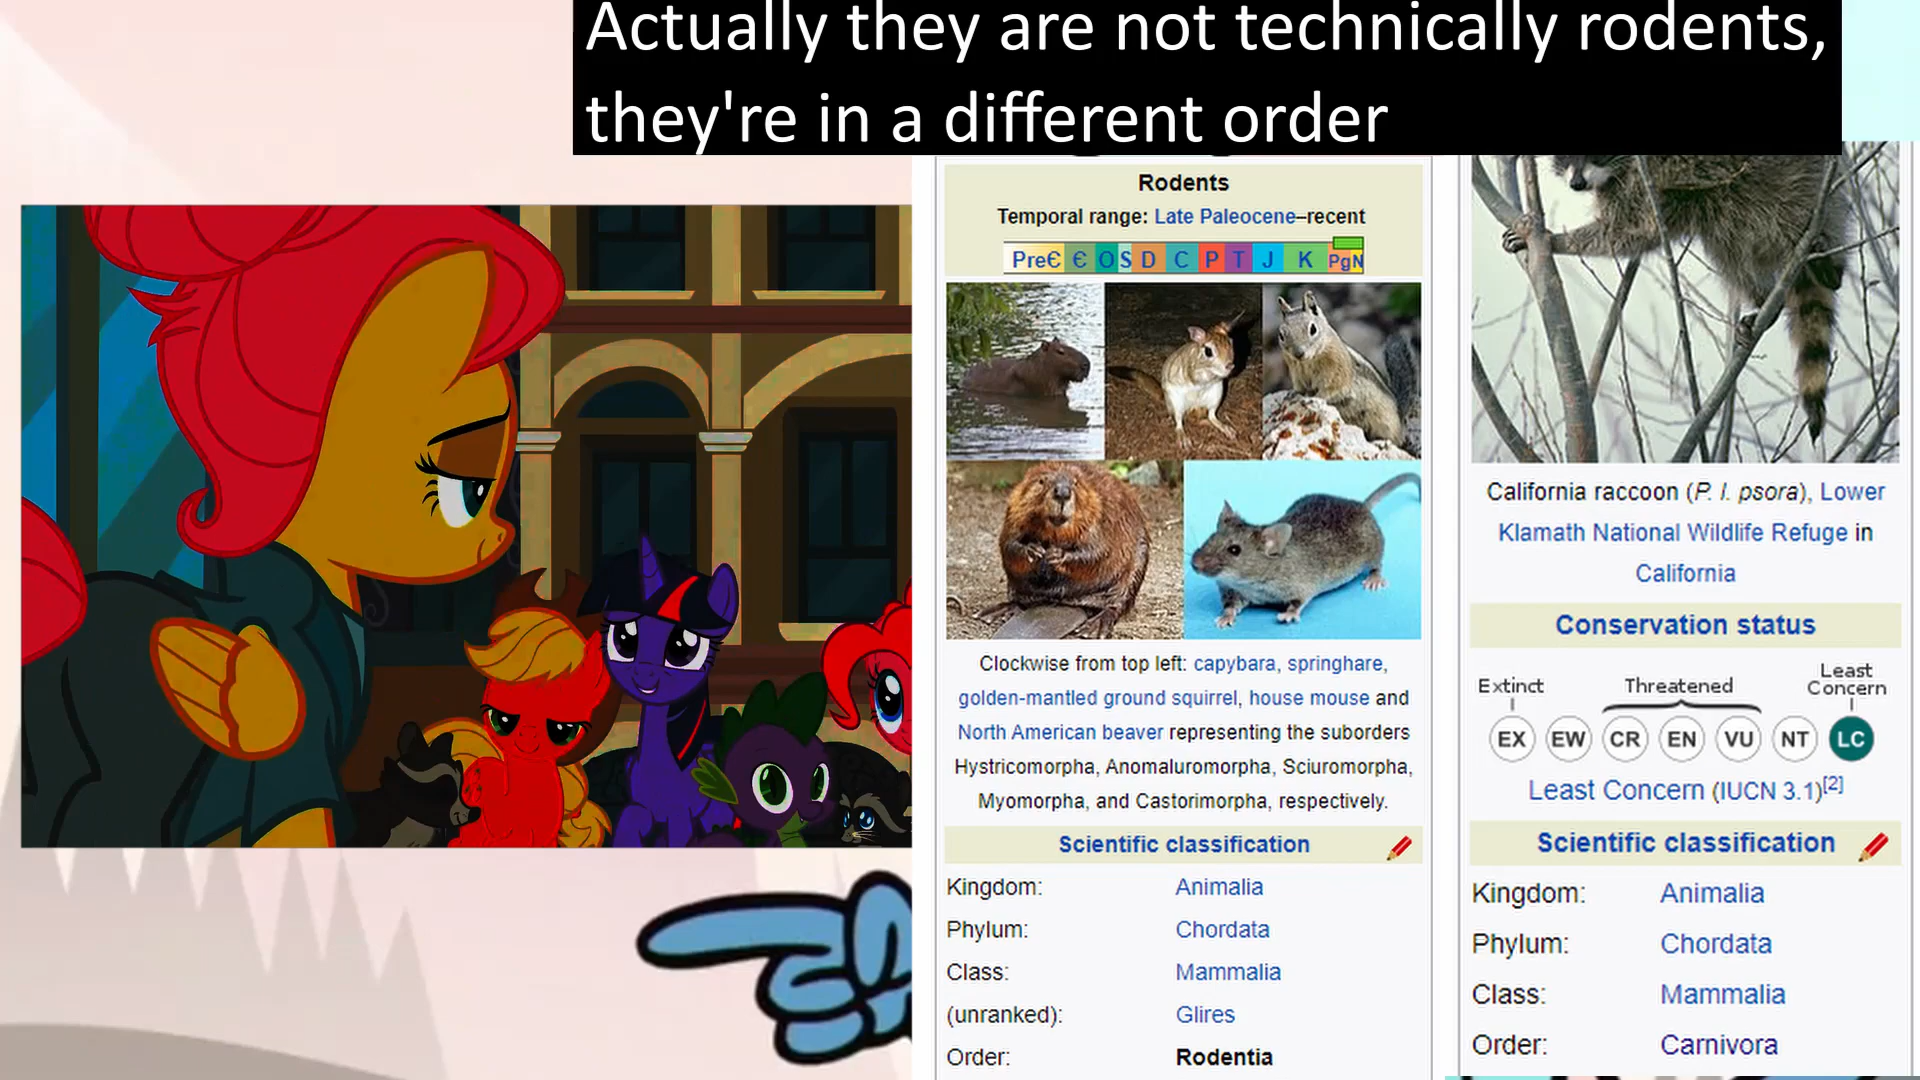 Actually they are not technically rodents,
they're in a different order
Rodents
Temporal range: Late Paleocene–recent
PreЄ Є O S D C P T J K Pg N
Clockwise from top left: capybara, springhare,
golden-mantled ground squirrel, house mouse and
North American beaver representing the suborders
Hystricomorpha, Anomaluromorpha, Sciuromorpha,
Myomorpha, and Castorimorpha, respectively.
Scientific classification
Kingdom: Animalia
Phylum: Chordata
Class: Mammalia
(unranked): Glires
Order: Rodentia
California raccoon (P. l. psora), Lower
Klamath National Wildlife Refuge in
California
Conservation status
Extinct Threatened Least
Concern
EX EW CR EN VU NT LC
Least Concern (IUCN 3.1)[2]
Scientific classification
Kingdom: Animalia
Phylum: Chordata
Class: Mammalia
Order: Carnivora